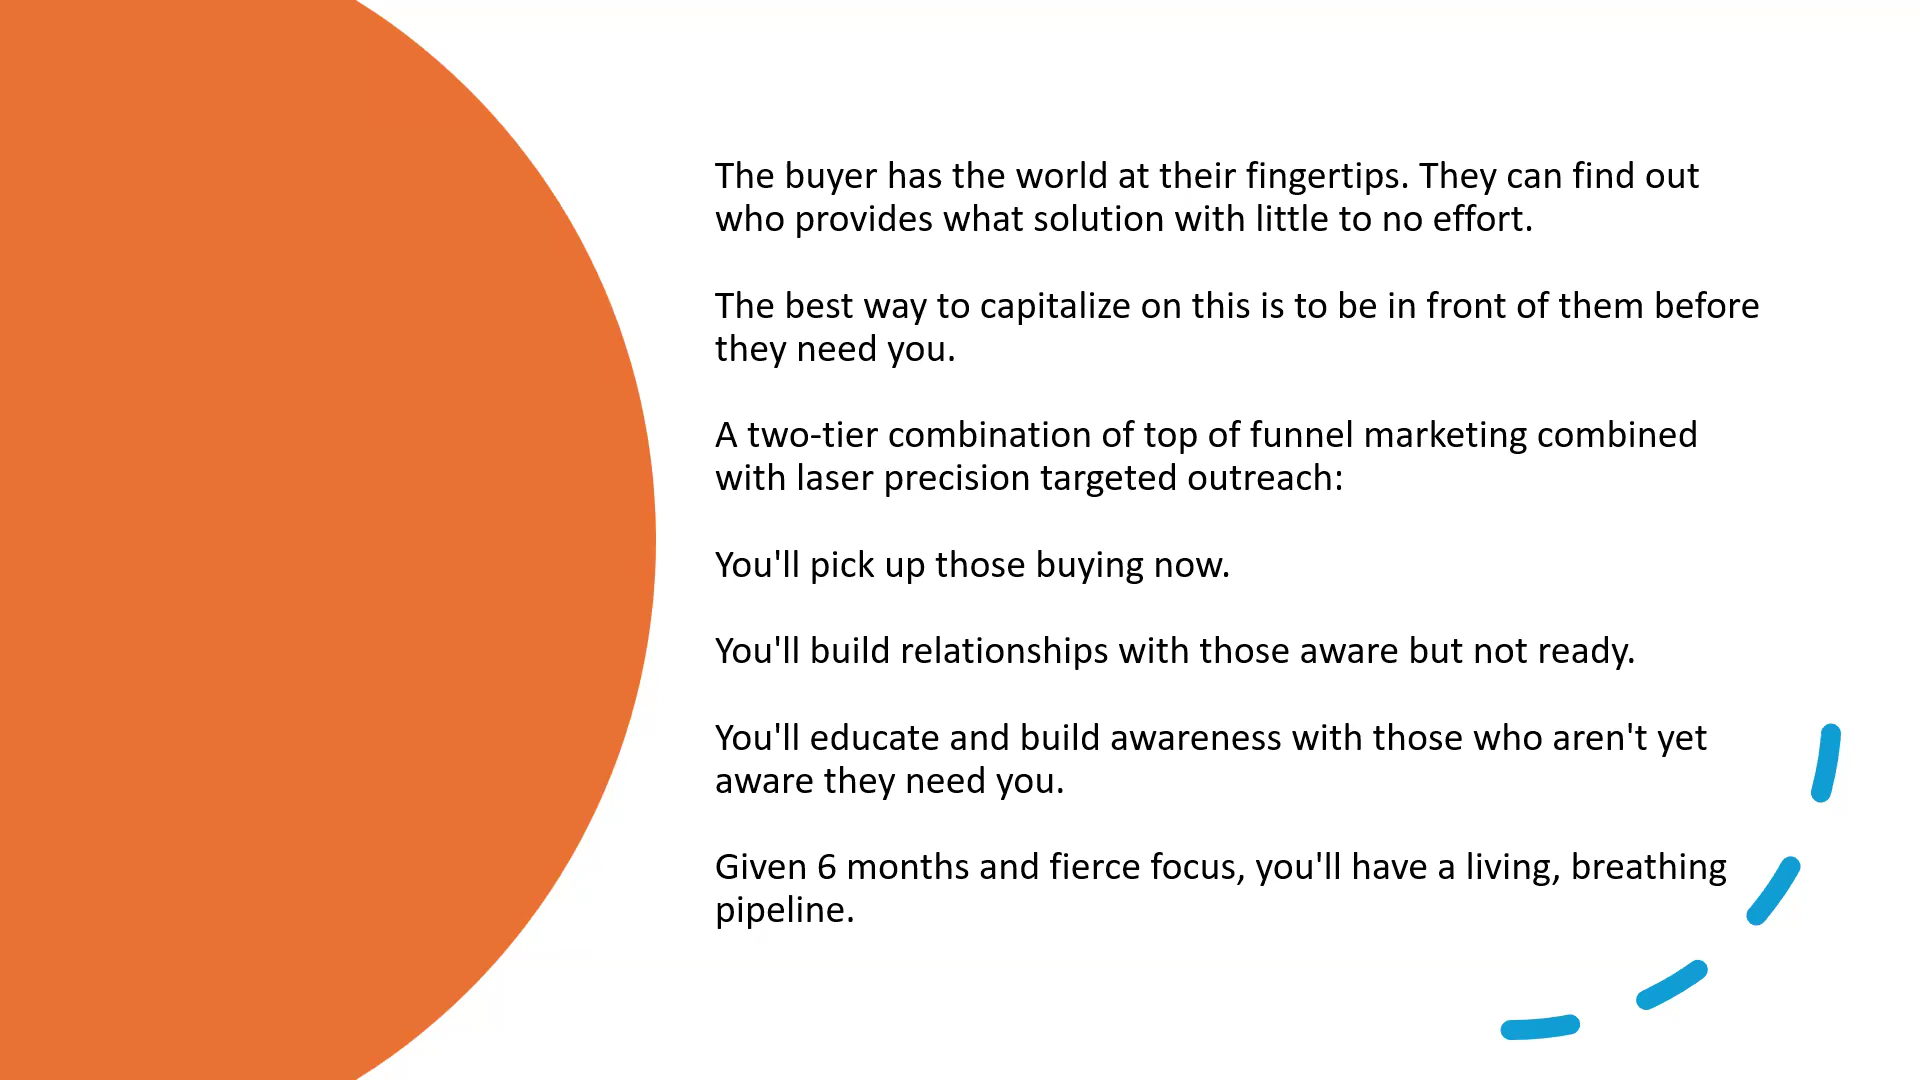 The buyer has the world at their fingertips. They can find out
who provides what solution with little to no effort.
The best way to capitalize on this is to be in front of them before
they need you.
A two-tier combination of top of funnel marketing combined
with laser precision targeted outreach:
You'll pick up those buying now.
You'll build relationships with those aware but not ready.
You'll educate and build awareness with those who aren't yet
aware they need you.
Given 6 months and fierce focus, you'll have a living, breathing
pipeline.